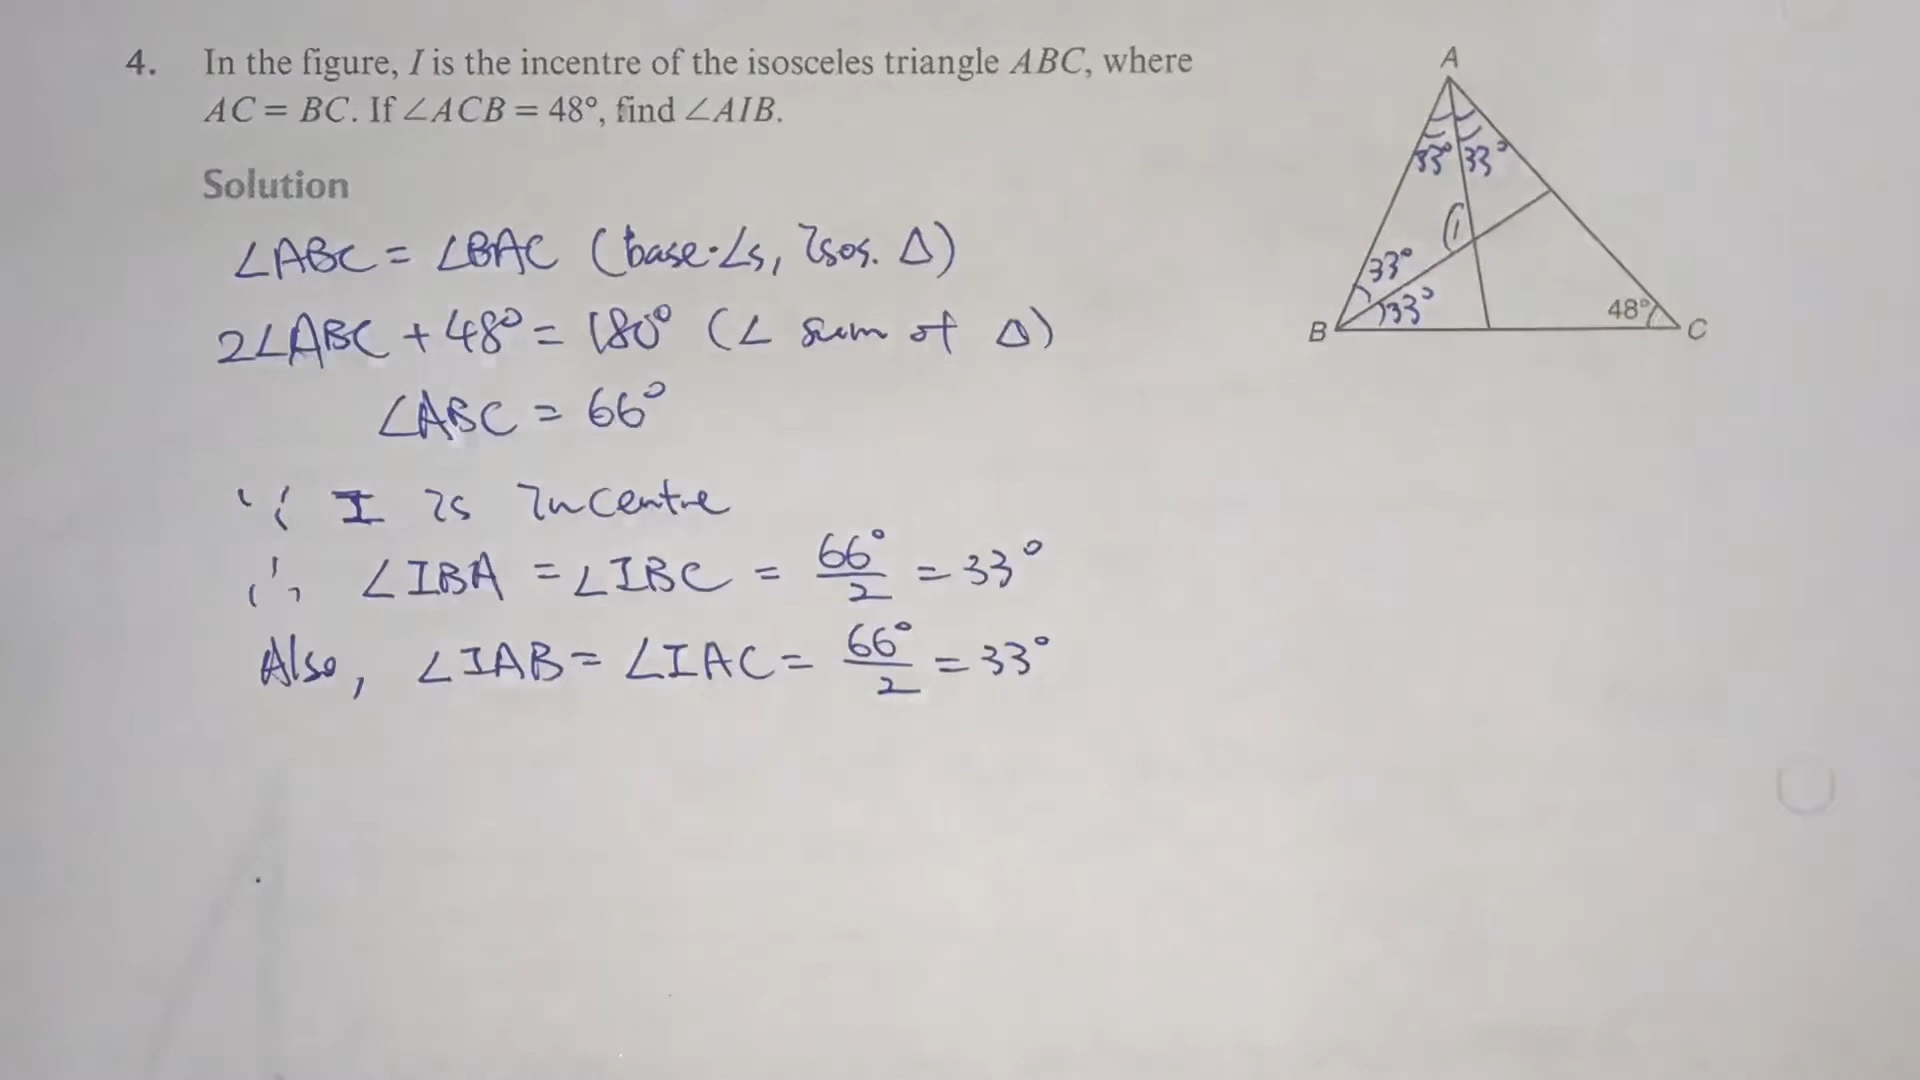 4. In the figure, I is the incentre of the isosceles triangle ABC, where
AC = BC. If ∠ACB = 48°, find ∠AIB.
Solution
∠ABC = ∠BAC (base ∠s, isos. Δ)
2∠ABC + 48° = 180° (∠ sum of Δ)
∠ABC = 66°
∵ I is incentre
∴ ∠IBA = ∠IBC = 66°/2 = 33°
Also, ∠IAB = ∠IAC = 66°/2 = 33°
A
33° 33°
I
33°
33°
48°
B
C